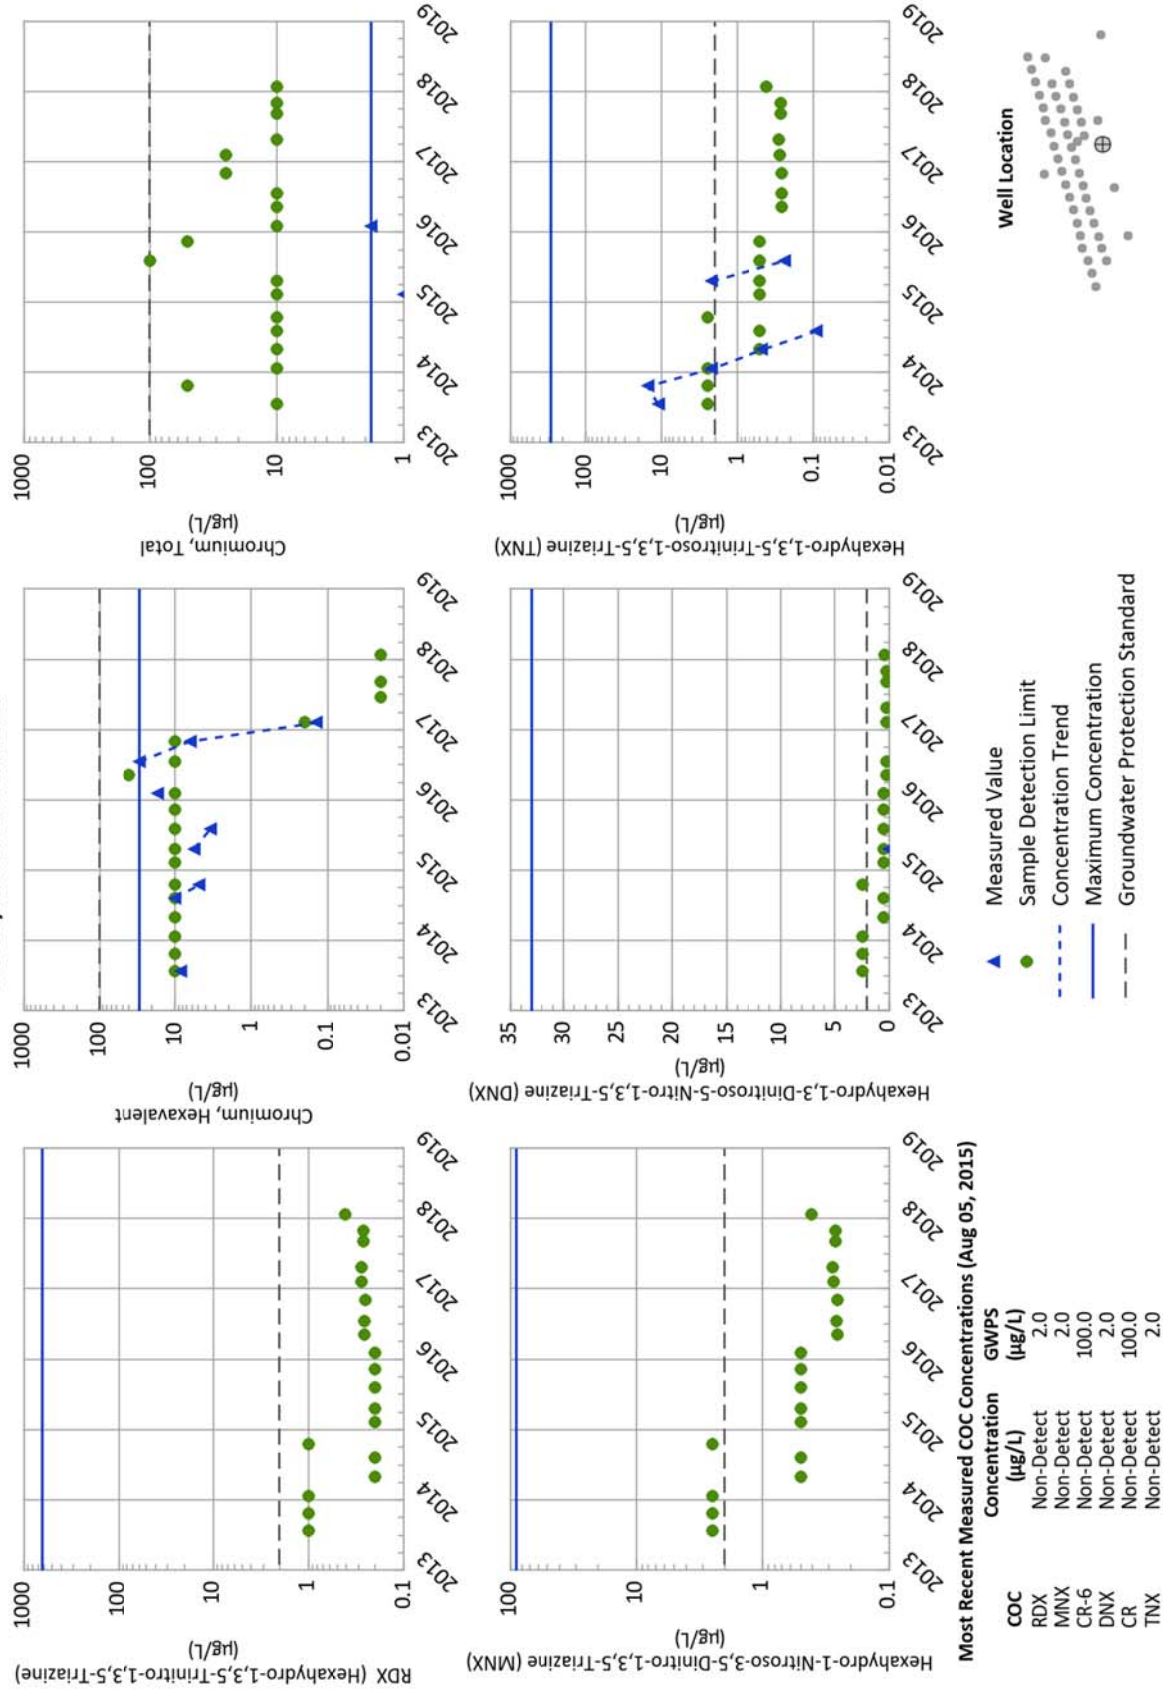 RDX (Hexahydro-1,3,5-Trinitro-1,3,5-Triazine)
(µg/L)
1000
100
10
1
0.1
2013
2014
2015
2016
2017
2018
2019
Chromium, Hexavalent
(µg/L)
1000
100
10
1
0.1
0.01
2013
2014
2015
2016
2017
2018
2019
Chromium, Total
(µg/L)
1000
100
10
1
2013
2014
2015
2016
2017
2018
2019
Hexahydro-1-Nitroso-3,5-Dinitro-1,3,5-Triazine (MNX)
(µg/L)
100
10
1
0.1
2013
2014
2015
2016
2017
2018
2019
Hexahydro-1,3-Dinitroso-5-Nitro-1,3,5-Triazine (DNX)
(µg/L)
35
30
25
20
15
10
5
0
2013
2014
2015
2016
2017
2018
2019
Hexahydro-1,3,5-Trinitroso-1,3,5-Triazine (TNX)
(µg/L)
1000
100
10
1
0.1
0.01
2013
2014
2015
2016
2017
2018
2019
Most Recent Measured COC Concentrations (Aug 05, 2015)
COC Concentration (µg/L) GWPS (µg/L)
RDX Non-Detect 2.0
MNX Non-Detect 2.0
CR-6 Non-Detect 100.0
DNX Non-Detect 2.0
CR Non-Detect 100.0
TNX Non-Detect 2.0
Measured Value
Sample Detection Limit
Concentration Trend
Maximum Concentration
Groundwater Protection Standard
Well Location